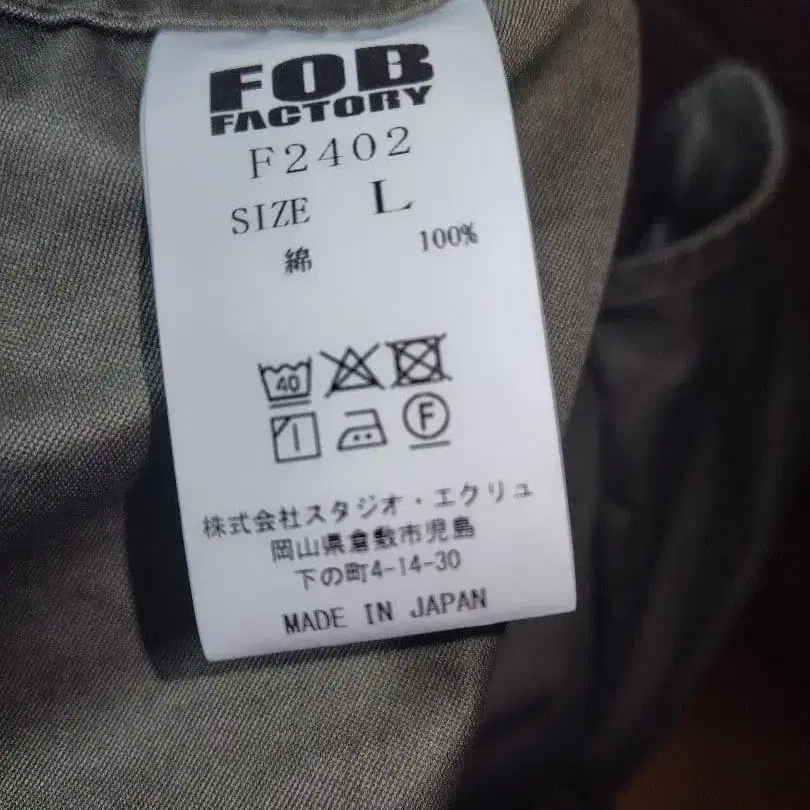 FOB
FACTORY
F2402
SIZE L
綿 100%
40
F
株式会社スタジオ・エクリュ
岡山県倉敷市児島
下の町4-14-30
MADE IN JAPAN